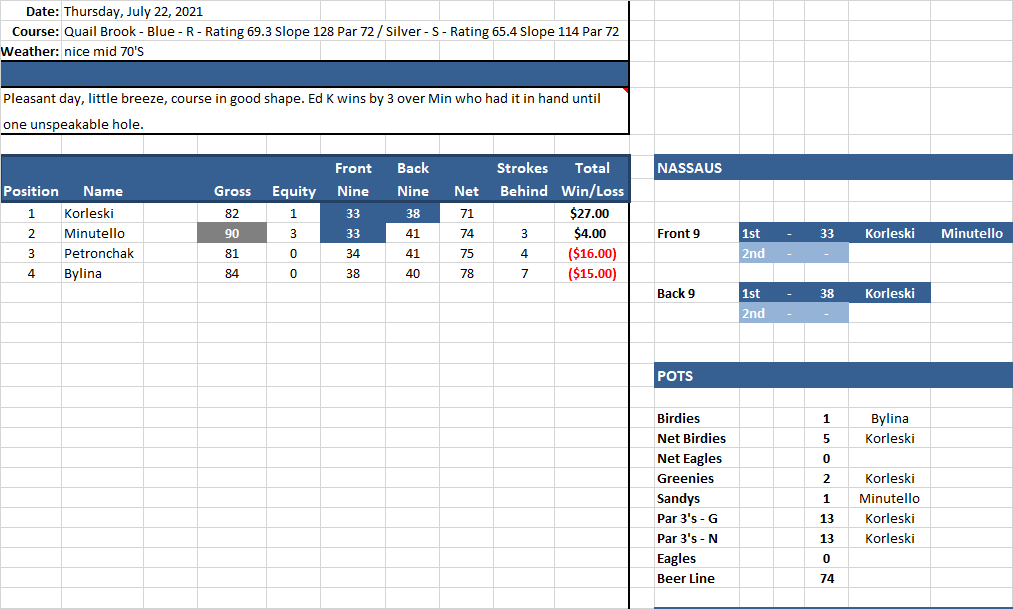 Date: Thursday, July 22, 2021
Course: Quail Brook - Blue - R - Rating 69.3 Slope 128 Par 72 / Silver - S - Rating 65.4 Slope 114 Par 72
Weather: nice mid 70'S
Pleasant day, little breeze, course in good shape. Ed K wins by 3 over Min who had it in hand until
one unspeakable hole.
Front Back Strokes Total
Position Name Gross Equity Nine Nine Net Behind Win/Loss
1 Korleski 82 1 33 38 71 $27.00
2 Minutello 90 3 33 41 74 3 $4.00
3 Petronchak 81 0 34 41 75 4 ($16.00)
4 Bylina 84 0 38 40 78 7 ($15.00)
NASSAUS
Front 9 1st - 33 Korleski Minutello
2nd - -
Back 9 1st - 38 Korleski
2nd - -
POTS
Birdies 1 Bylina
Net Birdies 5 Korleski
Net Eagles 0
Greenies 2 Korleski
Sandys 1 Minutello
Par 3's - G 13 Korleski
Par 3's - N 13 Korleski
Eagles 0
Beer Line 74